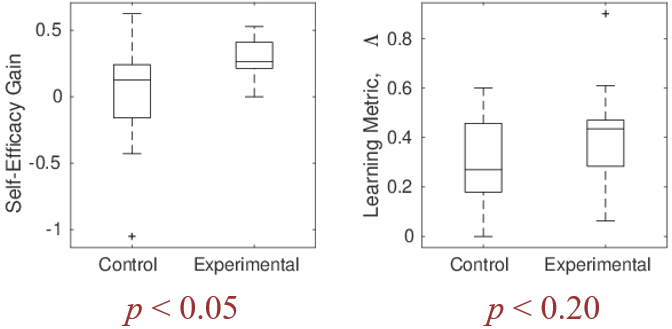 Self-Efficacy Gain
0.5
0
-0.5
-1
Control Experimental
p < 0.05
Learning Metric, Λ
0.8
0.6
0.4
0.2
0
Control Experimental
p < 0.20